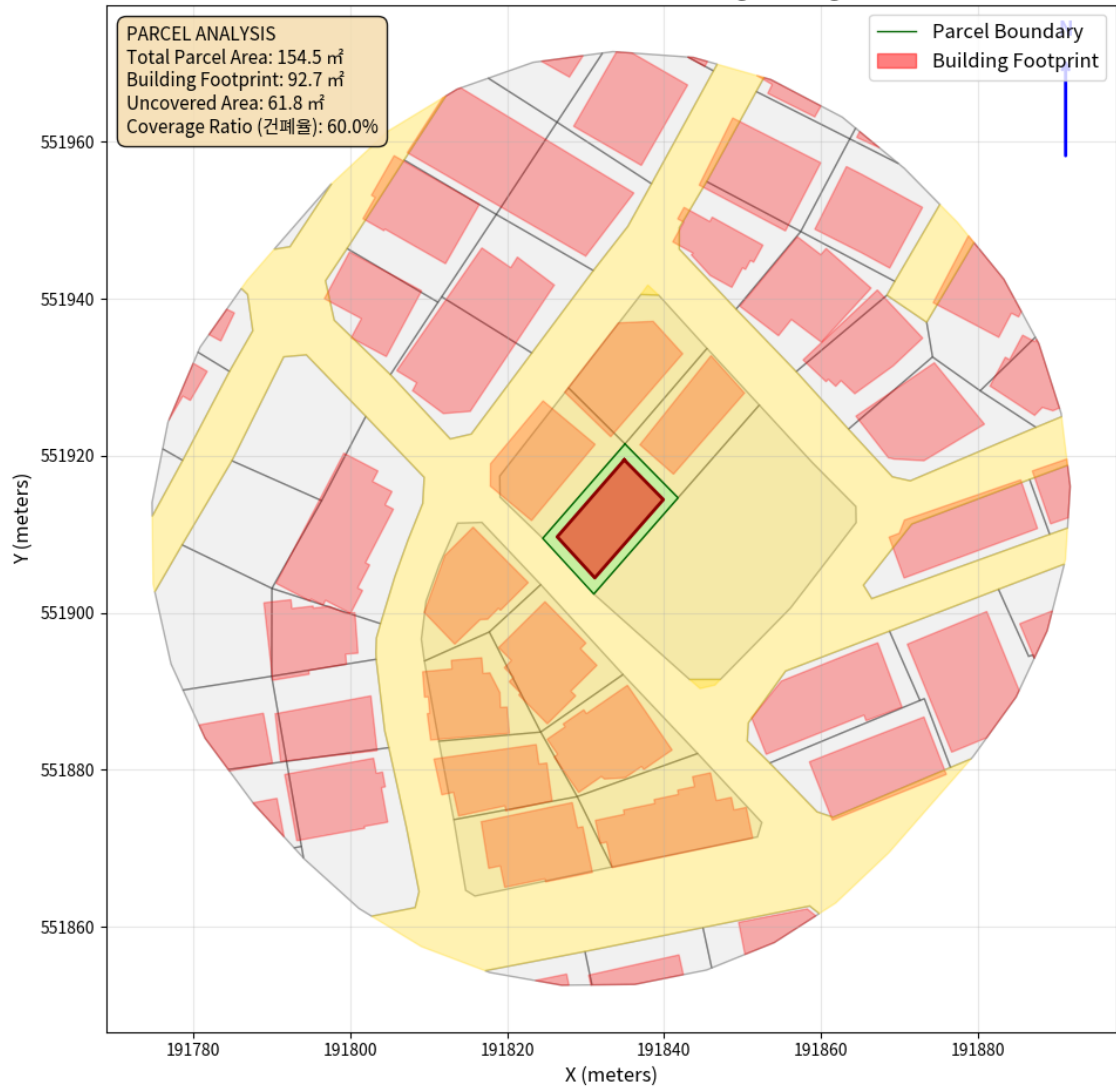 PARCEL ANALYSIS
Total Parcel Area: 154.5 ㎡
Building Footprint: 92.7 ㎡
Uncovered Area: 61.8 ㎡
Coverage Ratio (건폐율): 60.0%
Parcel Boundary
Building Footprint
N
551960
551940
551920
551900
551880
551860
Y (meters)
191780 191800 191820 191840 191860 191880
X (meters)